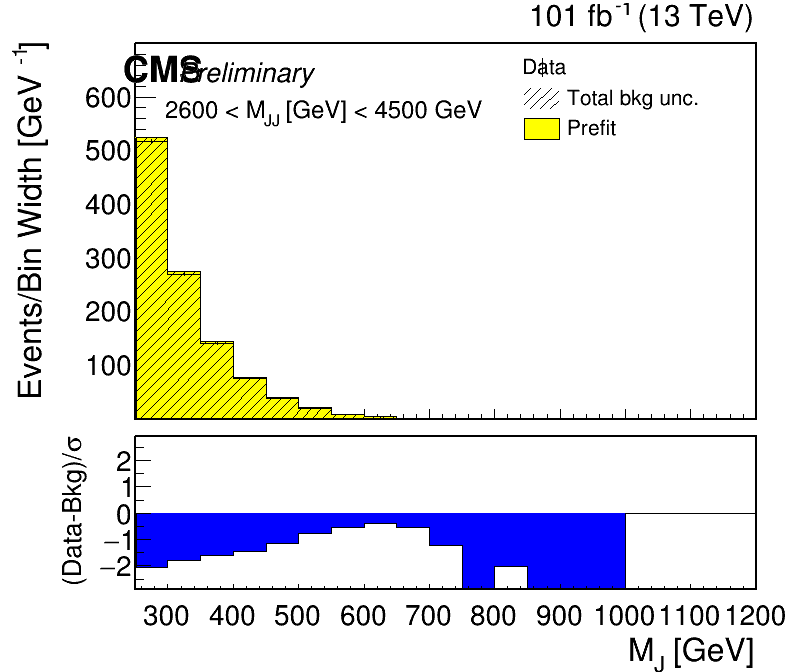 101 fb⁻¹ (13 TeV)
CMS Preliminary
2600 < M_JJ [GeV] < 4500 GeV
Data
Total bkg unc.
Prefit
Events/Bin Width [GeV⁻¹]
600
500
400
300
200
100
(Data-Bkg)/σ
2
1
0
−1
−2
300 400 500 600 700 800 900 1000 1100 1200
M_J [GeV]